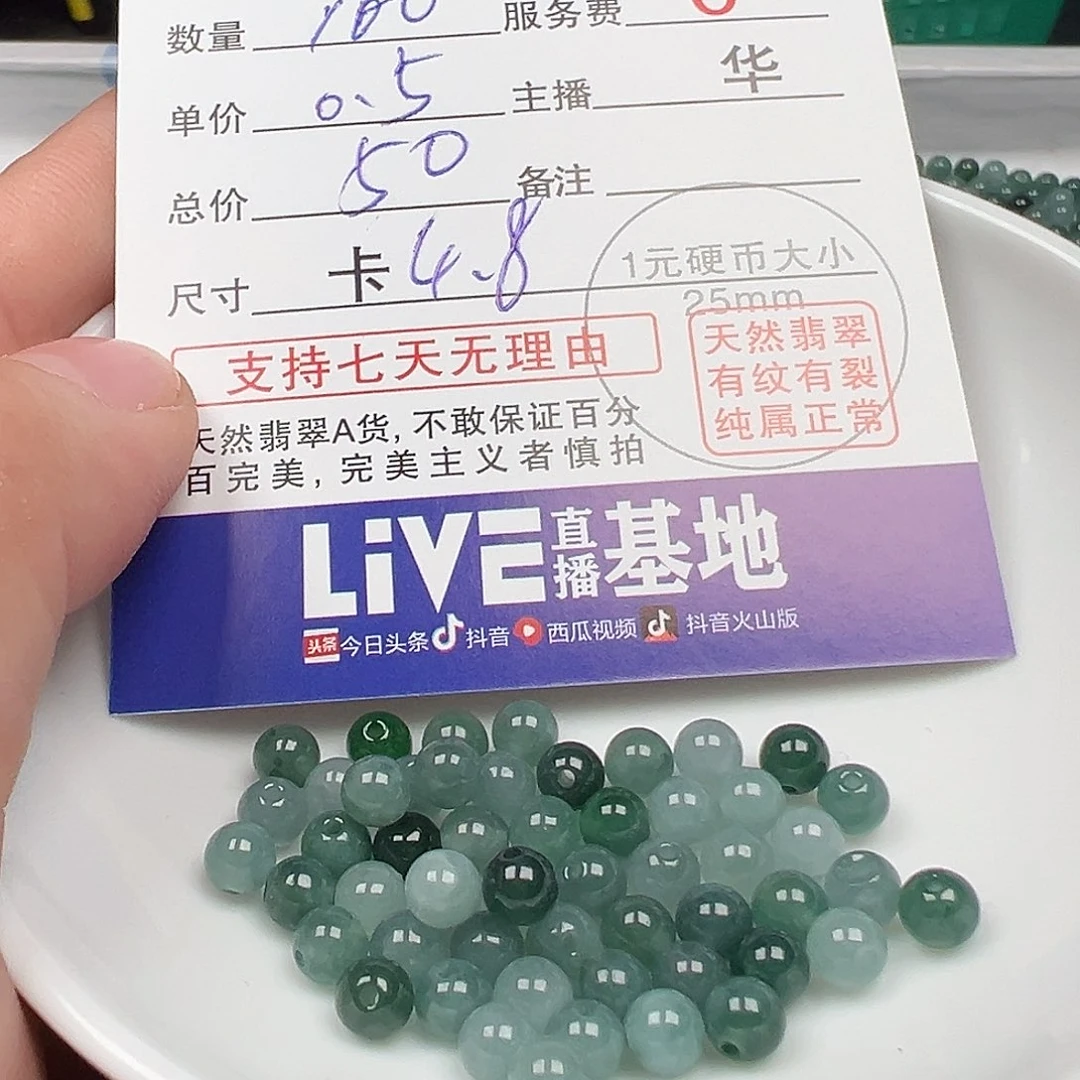 数量 100 服务费 0
单价 0.5 主播 华
总价 50 备注
尺寸 卡 4.8
1元硬币大小
25mm
支持七天无理由
天然翡翠
有纹有裂
纯属正常
天然翡翠A货, 不敢保证百分
百完美, 完美主义者慎拍
LiVE 直播 基地
头条 今日头条 抖音 西瓜视频 抖音火山版